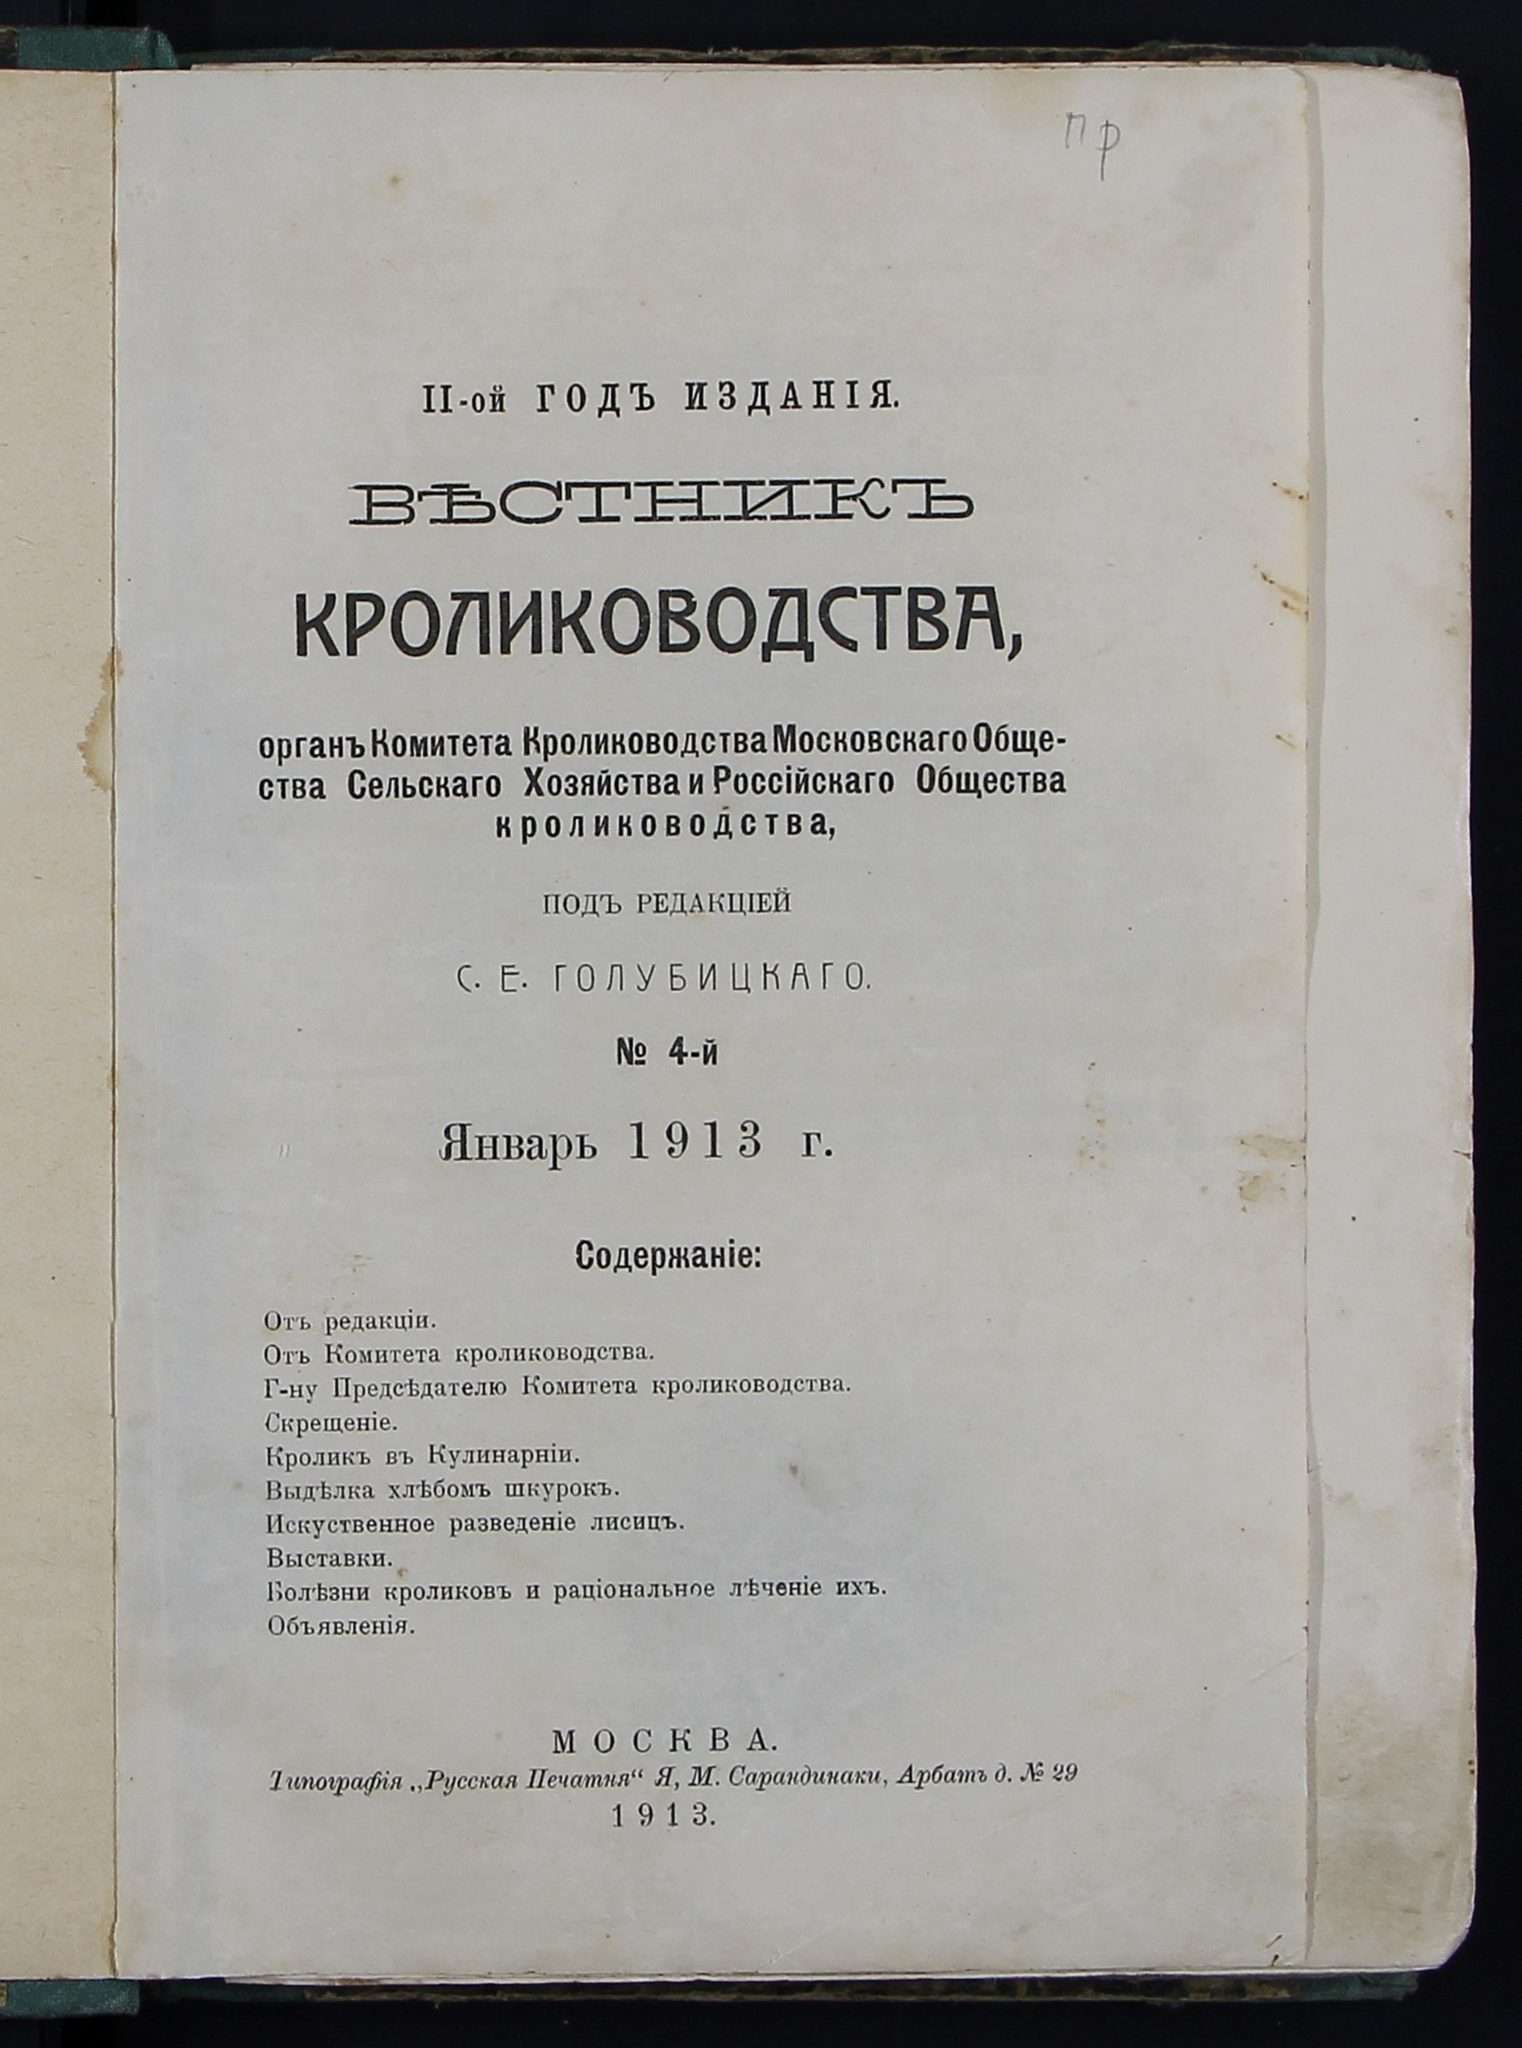 пр
II-ой ГОДЪ ИЗДАНІЯ.
ВѢСТНИКЪ
КРОЛИКОВОДСТВА,
органъ Комитета Кролиководства Московскаго Обще-
ства Сельскаго Хозяйства и Россійскаго Общества
кролиководства,
ПОДЪ РЕДАКЦІЕЙ
С. Е. ГОЛУБИЦКАГО.
№ 4-й
Январь 1913 г.
Содержаніе:
Отъ редакціи.
Отъ Комитета кролиководства.
Г-ну Предсѣдателю Комитета кролиководства.
Скрещеніе.
Кроликъ въ Кулинарніи.
Выдѣлка хлѣбомъ шкурокъ.
Искуственное разведеніе лисицъ.
Выставки.
Болѣзни кроликовъ и раціональное лѣченіе ихъ.
Объявленія.
МОСКВА.
Типографія „Русская Печатня“ Я, М. Сарандинаки, Арбатъ д. № 29
1913.